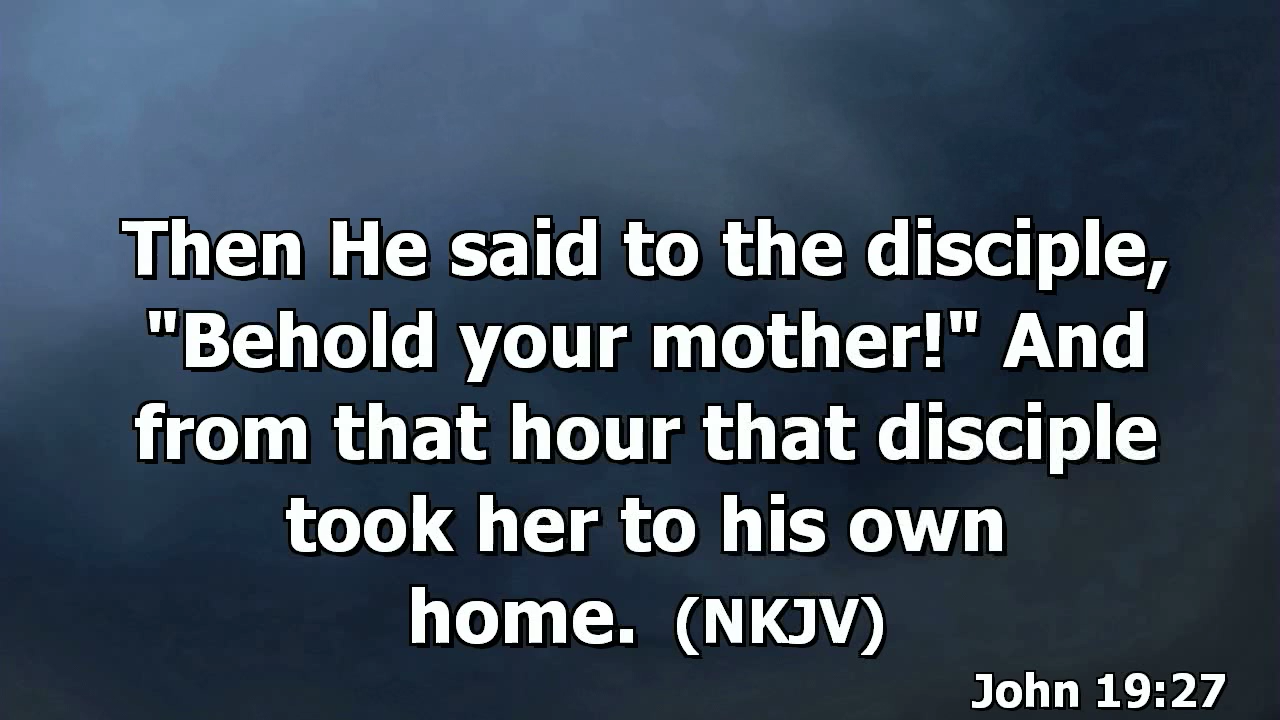 Then He said to the disciple,
"Behold your mother!" And
from that hour that disciple
took her to his own
home. (NKJV)
John 19:27